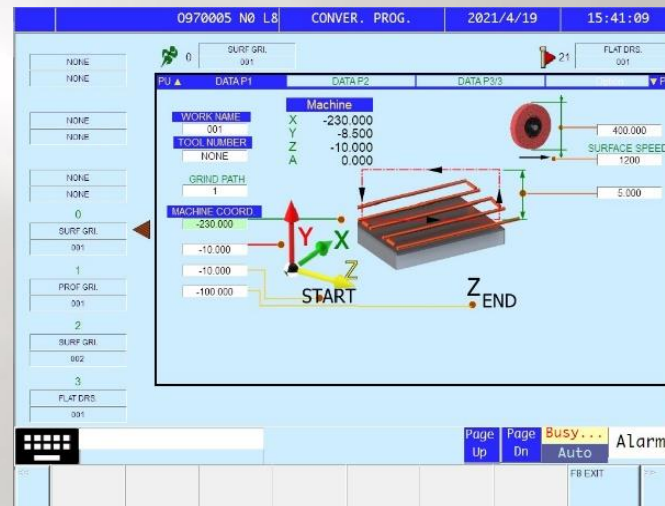 O970005 N0 L8 CONVER. PROG. 2021/4/19 15:41:09
0 SURF GRI. 001
21 FLAT DRS. 001
NONE
NONE
NONE
NONE
NONE
NONE
0
SURF GRI.
001
1
PROF GRI.
001
2
SURF GRI.
002
3
FLAT DRS.
001
PU ▲ DATA P1 DATA P2 DATA P3/3 ▼ P
WORK NAME
001
TOOL NUMBER
NONE
GRIND PATH
1
MACHINE COORD.
-230.000
-10.000
-10.000
-100.000
Machine
X -230.000
Y -8.500
Z -10.000
A 0.000
400.000
SURFACE SPEED
1200
5.000
Y X Z
START
Z END
Page Up
Page Dn
Busy...
Auto
Alarm
<<
F8 EXIT
>>